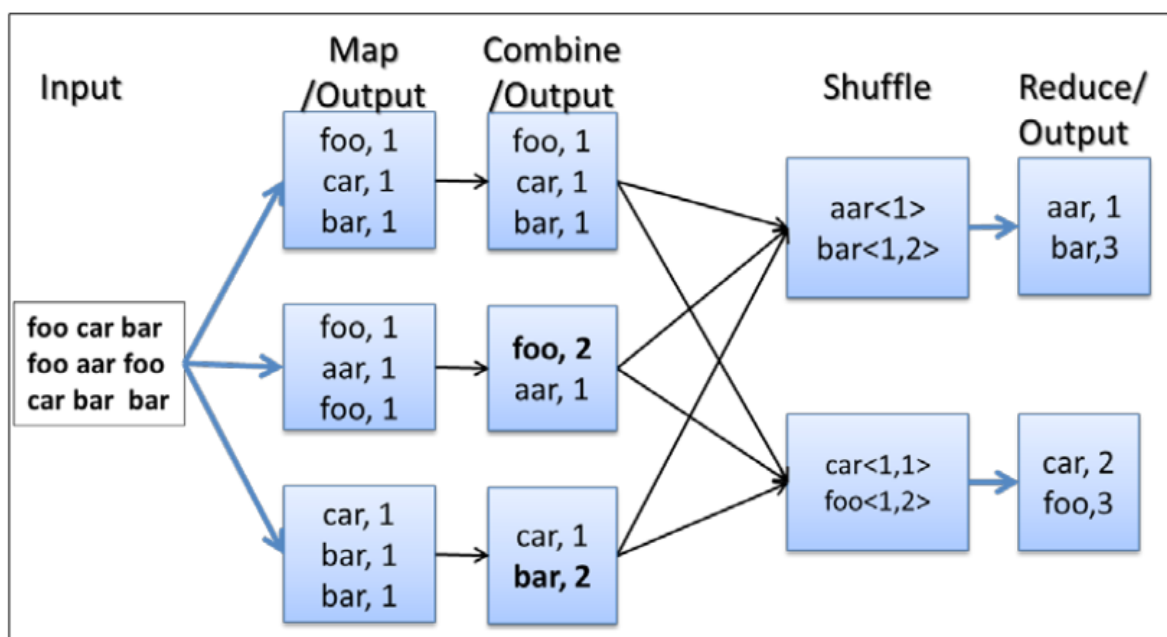 Input
Map
/Output
Combine
/Output
Shuffle
Reduce/
Output
foo car bar
foo aar foo
car bar  bar
foo, 1
car, 1
bar, 1
foo, 1
aar, 1
foo, 1
car, 1
bar, 1
bar, 1
foo, 1
car, 1
bar, 1
foo, 2
aar, 1
car, 1
bar, 2
aar<1>
bar<1,2>
car<1,1>
foo<1,2>
aar, 1
bar,3
car, 2
foo,3